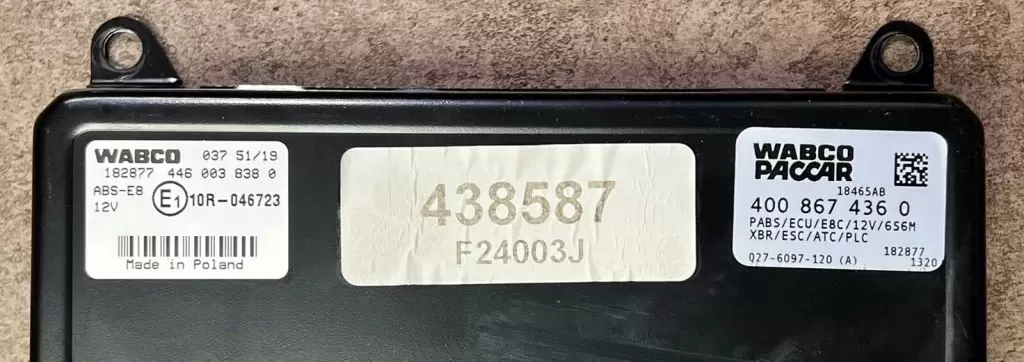 WABCO 037 51/19
182877 446 003 838 0
ABS-E8
12V E1 10R-046723
Made in Poland
438587
F24003J
WABCO
PACCAR
18465AB
400 867 436 0
PABS/ECU/E8C/12V/6S6M
XBR/ESC/ATC/PLC
182877
Q27-6097-120 (A) 1320